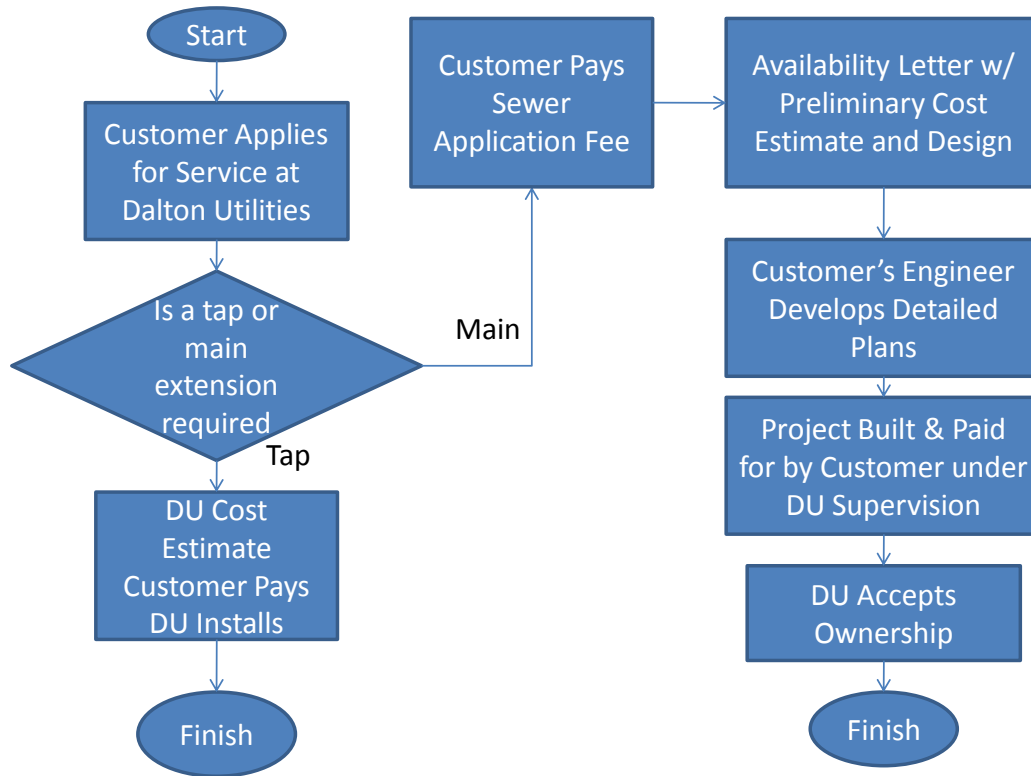 Start
Customer Applies
for Service at
Dalton Utilities
Is a tap or
main
extension
required
Tap
DU Cost
Estimate
Customer Pays
DU Installs
Finish
Main
Customer Pays
Sewer
Application Fee
Availability Letter w/
Preliminary Cost
Estimate and Design
Customer’s Engineer
Develops Detailed
Plans
Project Built & Paid
for by Customer under
DU Supervision
DU Accepts
Ownership
Finish